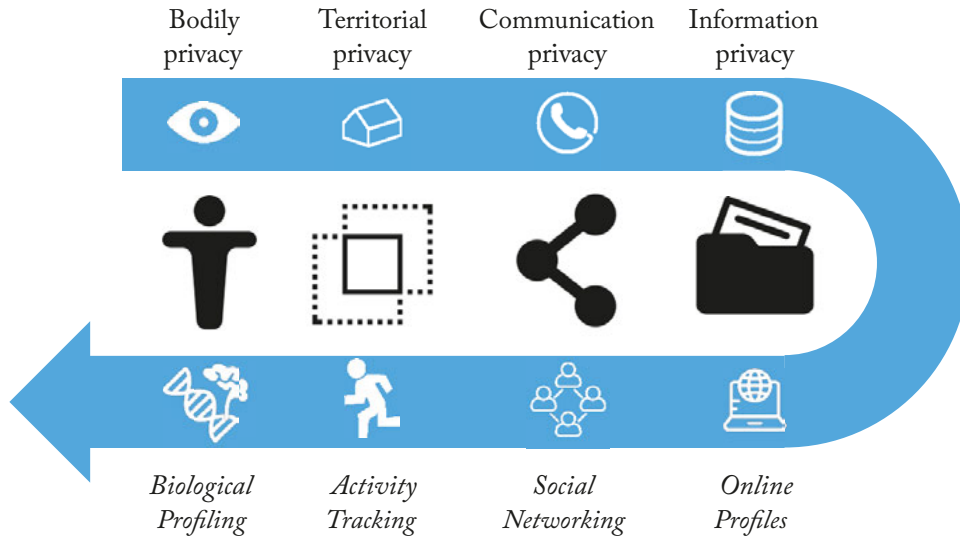 Bodily
privacy
Territorial
privacy
Communication
privacy
Information
privacy
Biological
Profiling
Activity
Tracking
Social
Networking
Online
Profiles